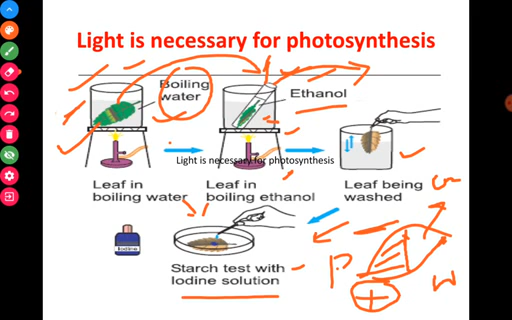 Light is necessary for photosynthesis
Boiling
water
Ethanol
Light is necessary for photosynthesis
Leaf in
boiling water
Leaf in
boiling ethanol
Leaf being
washed
Iodine
Starch test with
Iodine solution
P
W